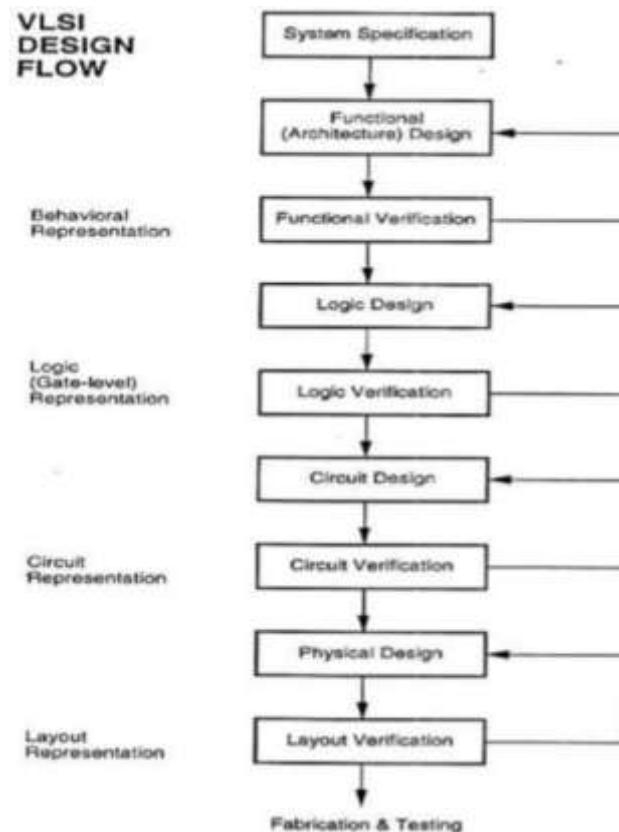 VLSI
DESIGN
FLOW
System Specification
Functional
(Architecture) Design
Behavioral
Representation
Functional Verification
Logic Design
Logic
(Gate-level)
Representation
Logic Verification
Circuit Design
Circuit
Representation
Circuit Verification
Physical Design
Layout
Representation
Layout Verification
Fabrication & Testing